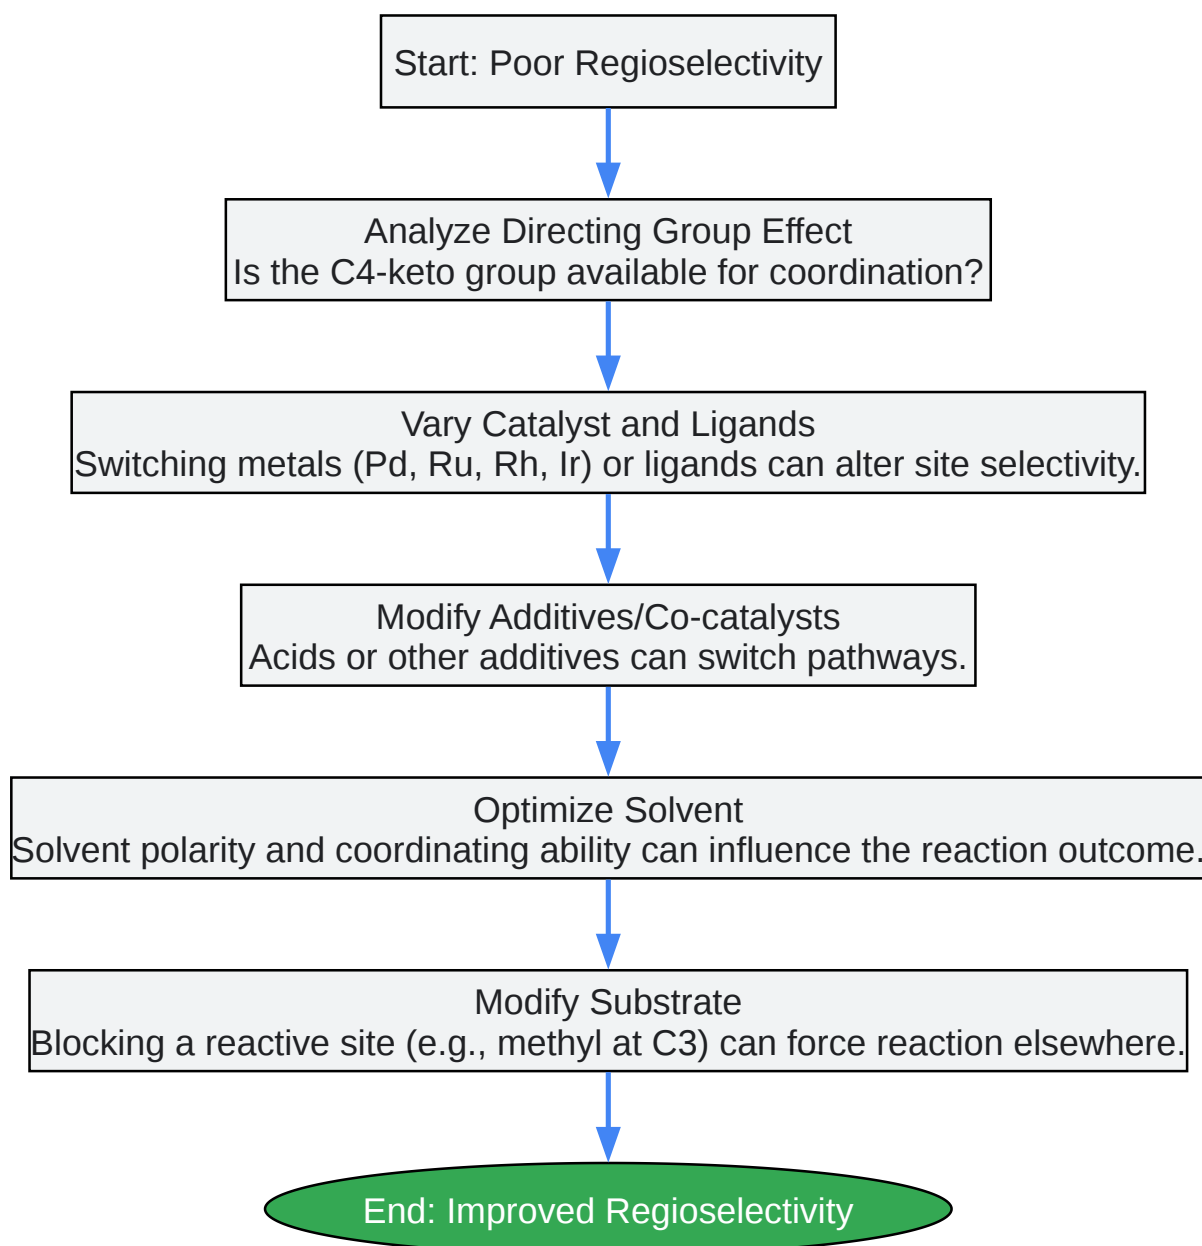 Start: Poor Regioselectivity
Analyze Directing Group Effect
Is the C4-keto group available for coordination?
Vary Catalyst and Ligands
Switching metals (Pd, Ru, Rh, Ir) or ligands can alter site selectivity.
Modify Additives/Co-catalysts
Acids or other additives can switch pathways.
Optimize Solvent
Solvent polarity and coordinating ability can influence the reaction outcome.
Modify Substrate
Blocking a reactive site (e.g., methyl at C3) can force reaction elsewhere.
End: Improved Regioselectivity